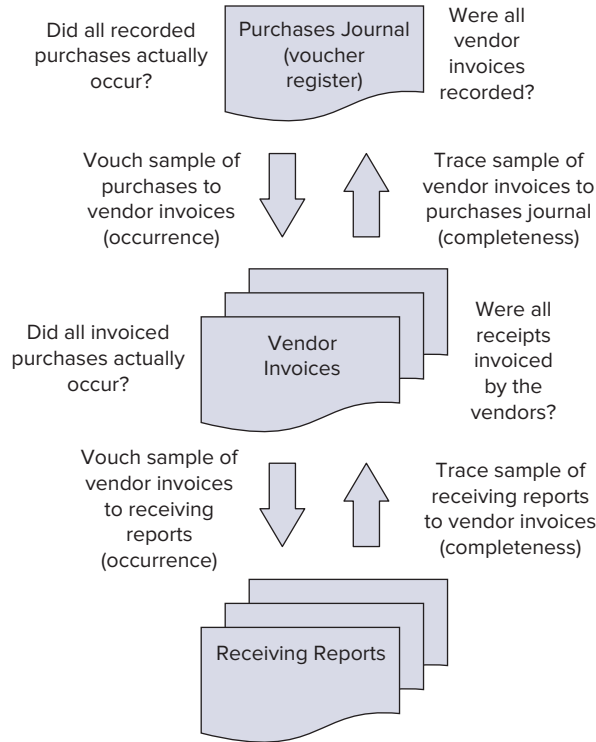 Did all recorded
purchases actually
occur?
Purchases Journal
(voucher
register)
Were all
vendor
invoices
recorded?
Vouch sample of
purchases to
vendor invoices
(occurrence)
Trace sample of
vendor invoices to
purchases journal
(completeness)
Did all invoiced
purchases actually
occur?
Vendor
Invoices
Were all
receipts
invoiced
by the
vendors?
Vouch sample of
vendor invoices
to receiving
reports
(occurrence)
Trace sample of
receiving reports
to vendor invoices
(completeness)
Receiving Reports